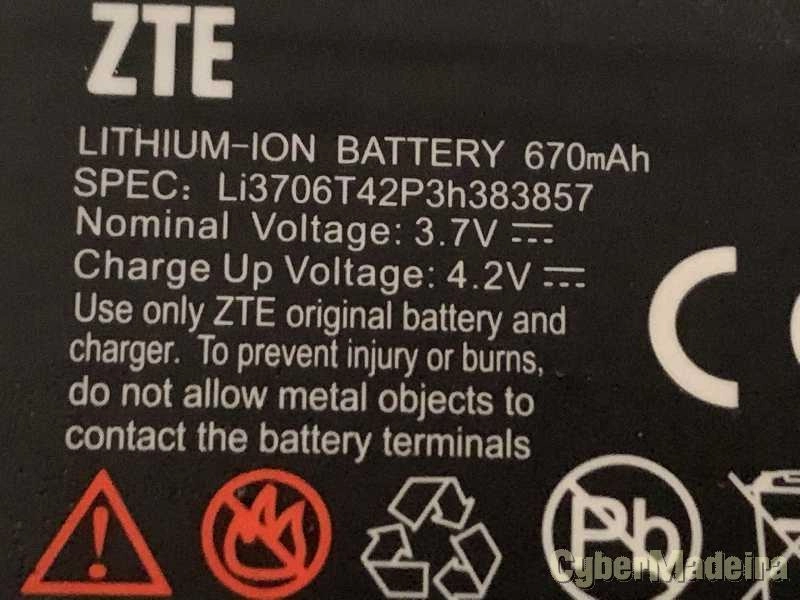 ZTE
LITHIUM-ION BATTERY 670mAh
SPEC: Li3706T42P3h383857
Nominal Voltage: 3.7V
Charge Up Voltage: 4.2V
Use only ZTE original battery and
charger. To prevent injury or burns,
do not allow metal objects to
contact the battery terminals
Pb
CyberMadeira